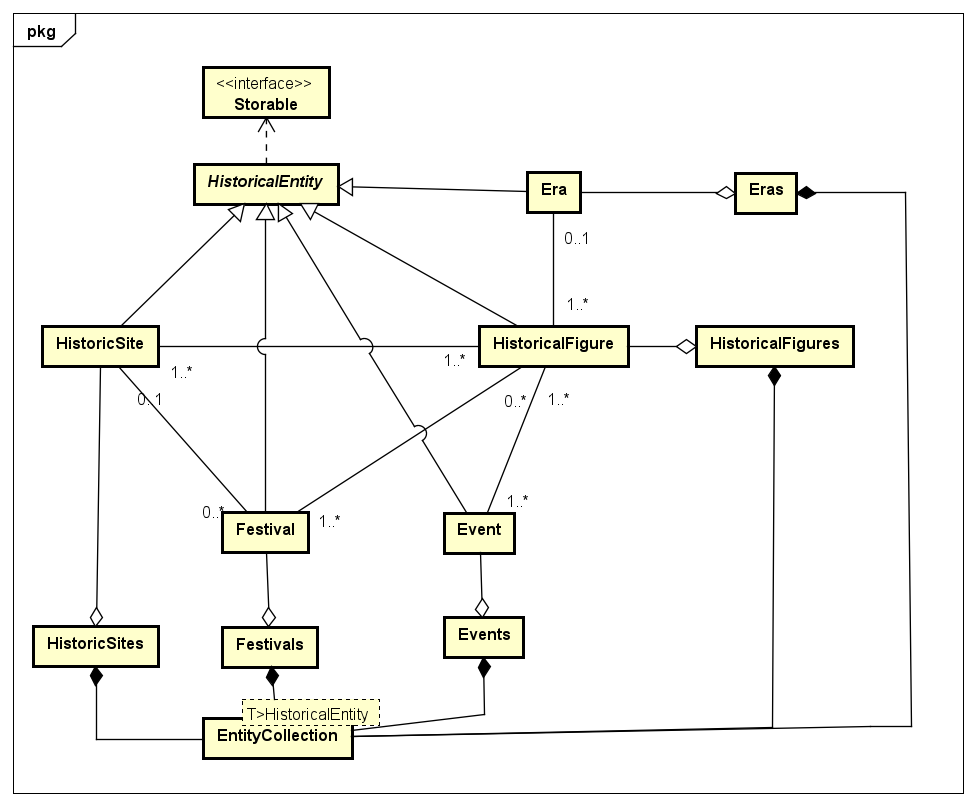 pkg
<<interface>>
Storable
HistoricalEntity
Era
Eras
0..1
1..*
HistoricSite
HistoricalFigure
HistoricalFigures
1..*
1..*
0..1
0..*
1..*
0..*
1..*
1..*
Festival
Event
HistoricSites
Festivals
Events
T>HistoricalEntity
EntityCollection